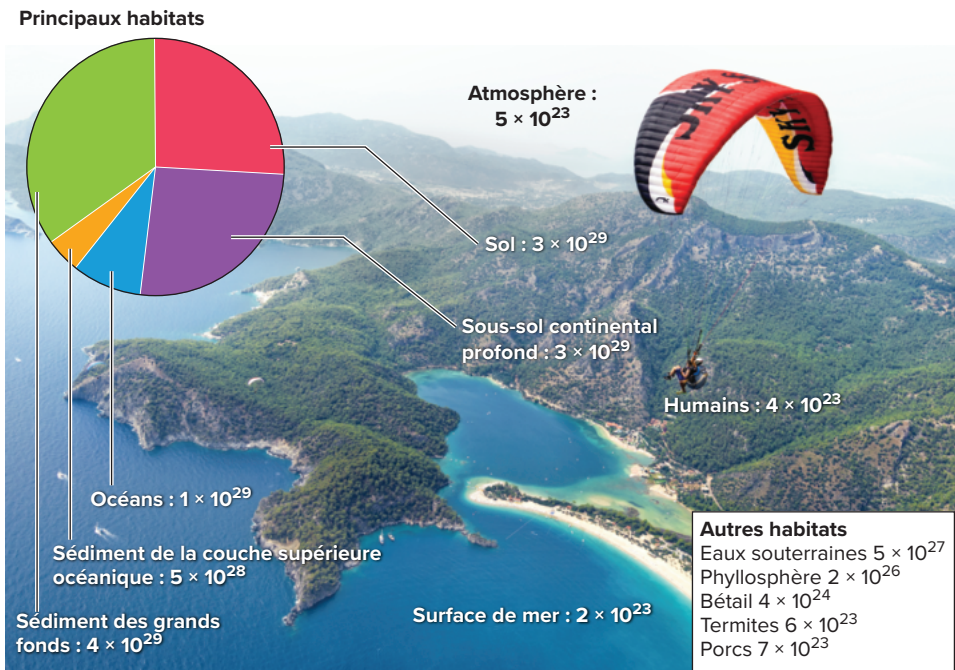 Principaux habitats
Atmosphère :
5 × 10²³
SKY
SKY
Sol : 3 × 10²⁹
Sous-sol continental
profond : 3 × 10²⁹
Humains : 4 × 10²³
Océans : 1 × 10²⁹
Sédiment de la couche supérieure
océanique : 5 × 10²⁸
Sédiment des grands
fonds : 4 × 10²⁹
Surface de mer : 2 × 10²³
Autres habitats
Eaux souterraines 5 × 10²⁷
Phyllosphère 2 × 10²⁶
Bétail 4 × 10²⁴
Termites 6 × 10²³
Porcs 7 × 10²³